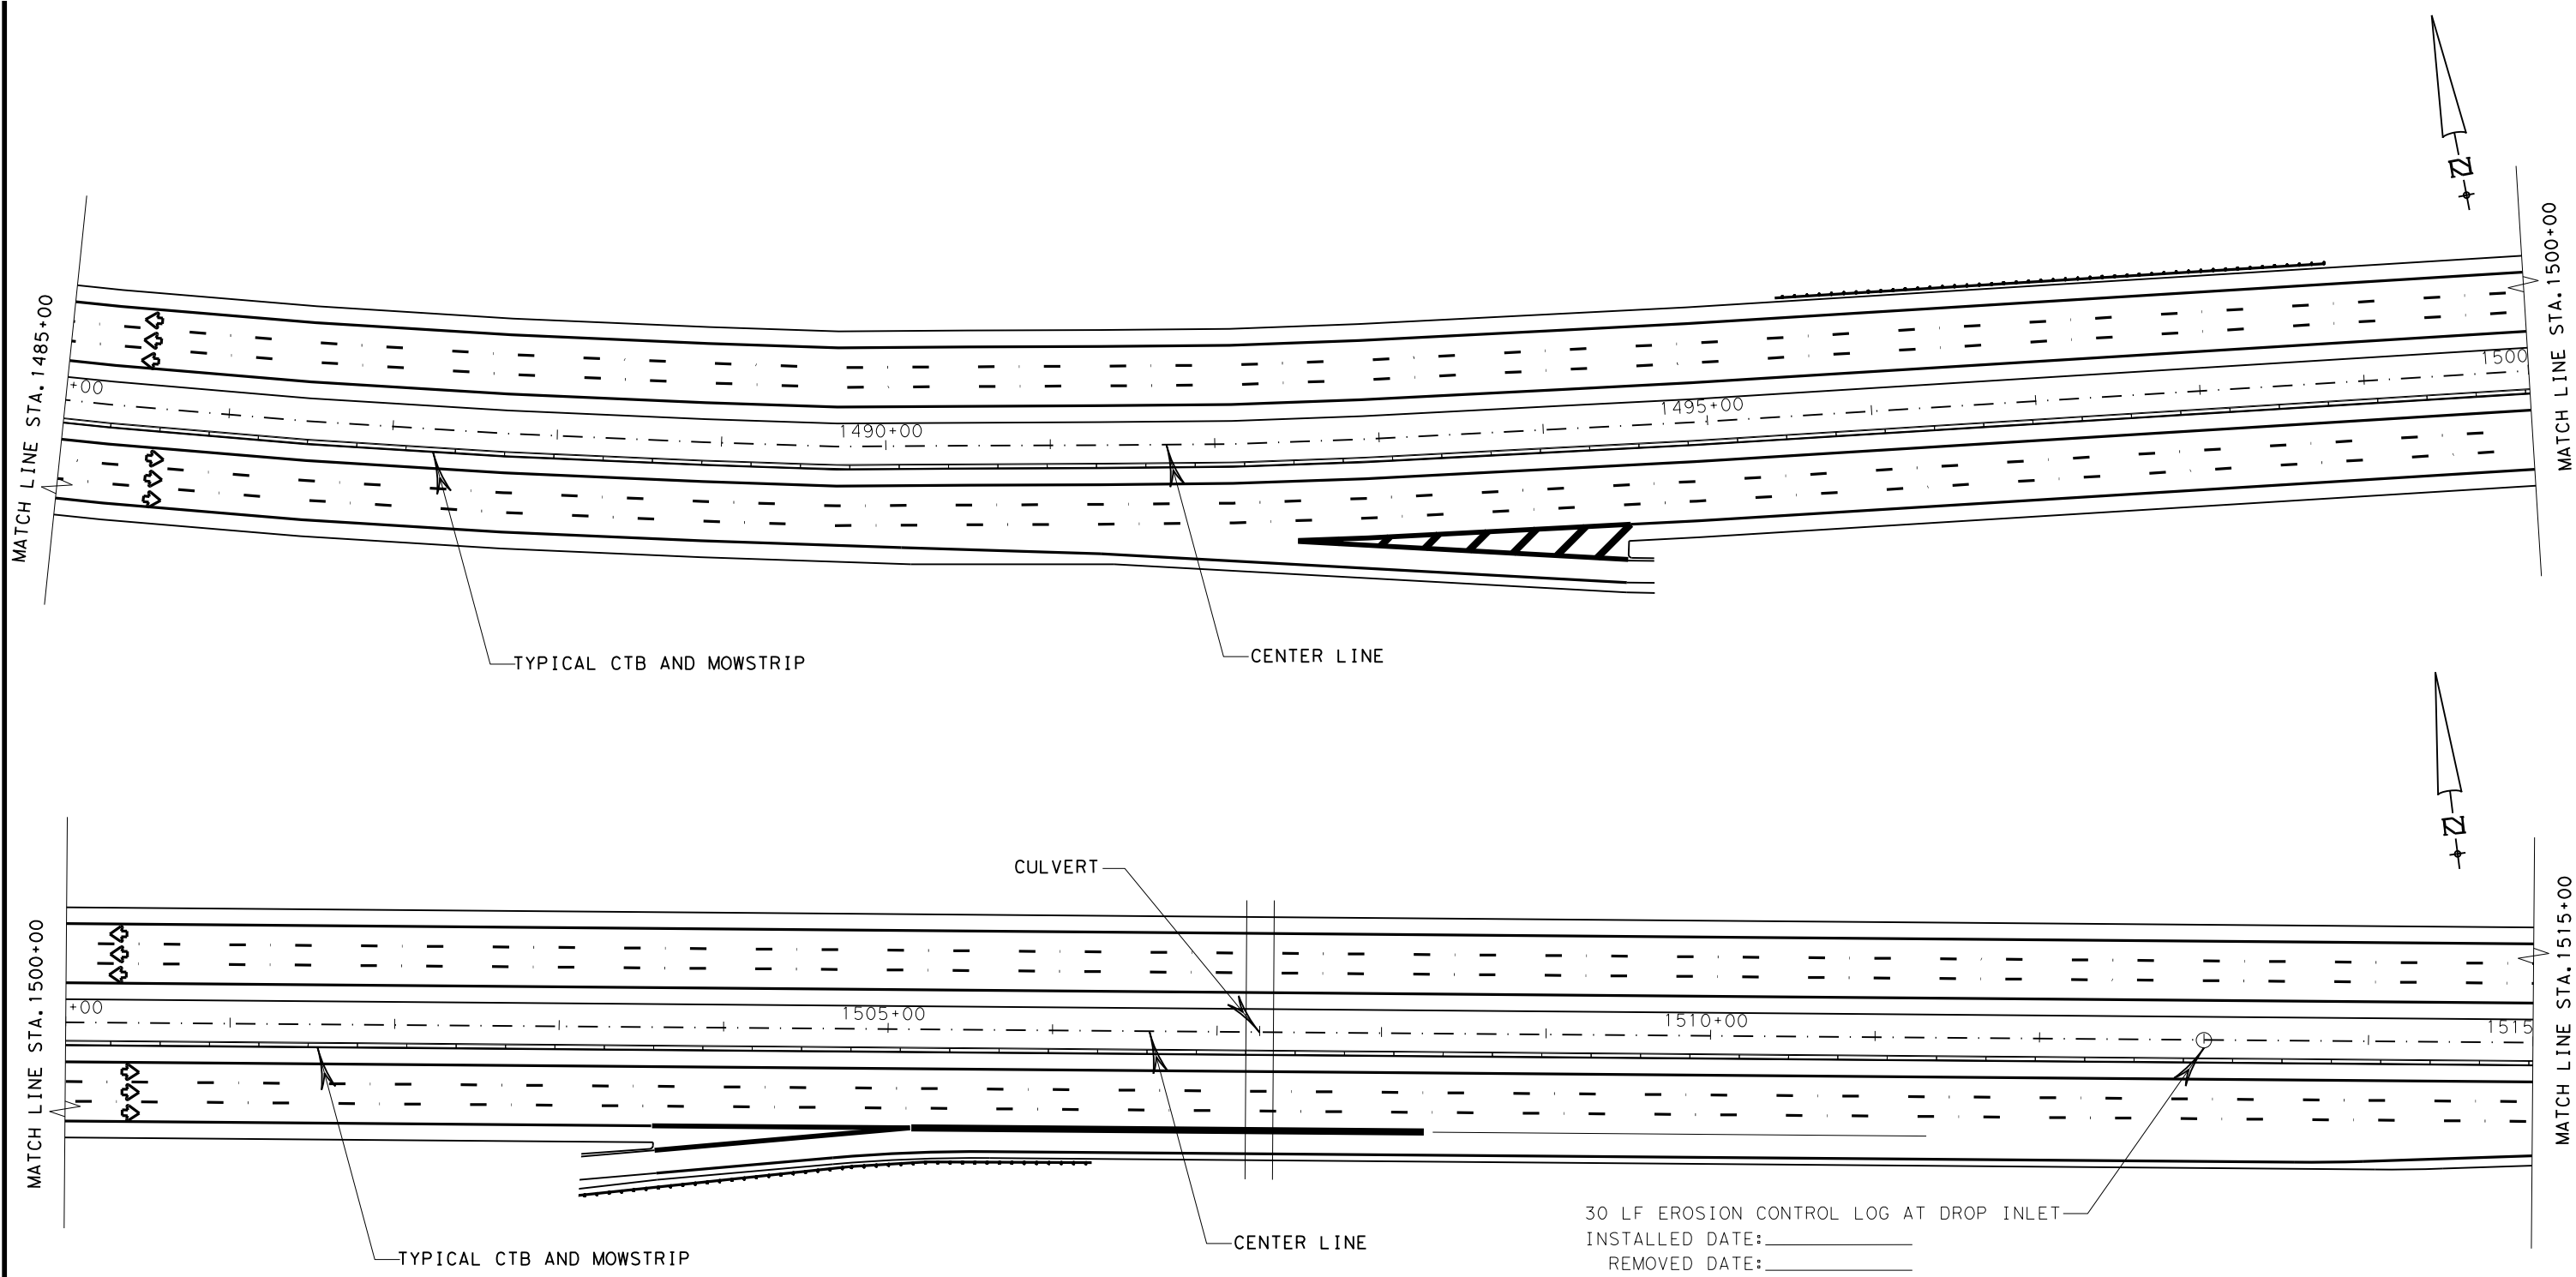 N
MATCH LINE STA. 1485+00
MATCH LINE STA. 1500+00
+00
1490+00
1495+00
1500
TYPICAL CTB AND MOWSTRIP
CENTER LINE
N
CULVERT
MATCH LINE STA. 1500+00
MATCH LINE STA. 1515+00
+00
1505+00
1510+00
1515
30 LF EROSION CONTROL LOG AT DROP INLET
INSTALLED DATE:
REMOVED DATE:
CENTER LINE
TYPICAL CTB AND MOWSTRIP